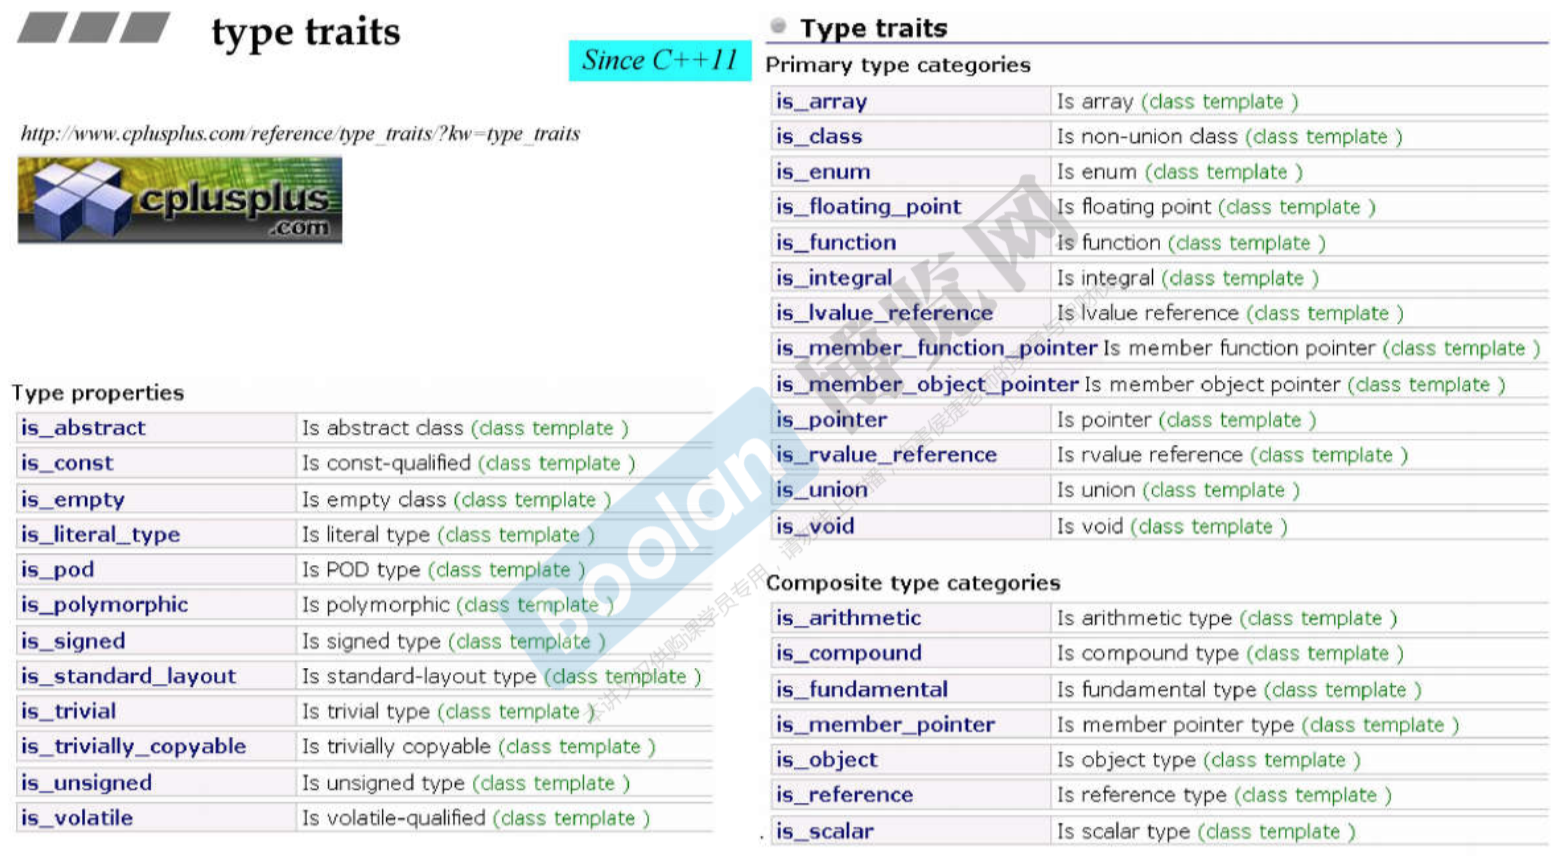 type traits
Since C++11
http://www.cplusplus.com/reference/type_traits/?kw=type_traits
cplusplus
.com
Type properties
is_abstract Is abstract class (class template )
is_const Is const-qualified (class template )
is_empty Is empty class (class template )
is_literal_type Is literal type (class template )
is_pod Is POD type (class template )
is_polymorphic Is polymorphic (class template )
is_signed Is signed type (class template )
is_standard_layout Is standard-layout type (class template )
is_trivial Is trivial type (class template )
is_trivially_copyable Is trivially copyable (class template )
is_unsigned Is unsigned type (class template )
is_volatile Is volatile-qualified (class template )
Type traits
Primary type categories
is_array Is array (class template )
is_class Is non-union class (class template )
is_enum Is enum (class template )
is_floating_point Is floating point (class template )
is_function Is function (class template )
is_integral Is integral (class template )
is_lvalue_reference Is lvalue reference (class template )
is_member_function_pointer Is member function pointer (class template )
is_member_object_pointer Is member object pointer (class template )
is_pointer Is pointer (class template )
is_rvalue_reference Is rvalue reference (class template )
is_union Is union (class template )
is_void Is void (class template )
Composite type categories
is_arithmetic Is arithmetic type (class template )
is_compound Is compound type (class template )
is_fundamental Is fundamental type (class template )
is_member_pointer Is member pointer type (class template )
is_object Is object type (class template )
is_reference Is reference type (class template )
is_scalar Is scalar type (class template )
Boolan 博览网